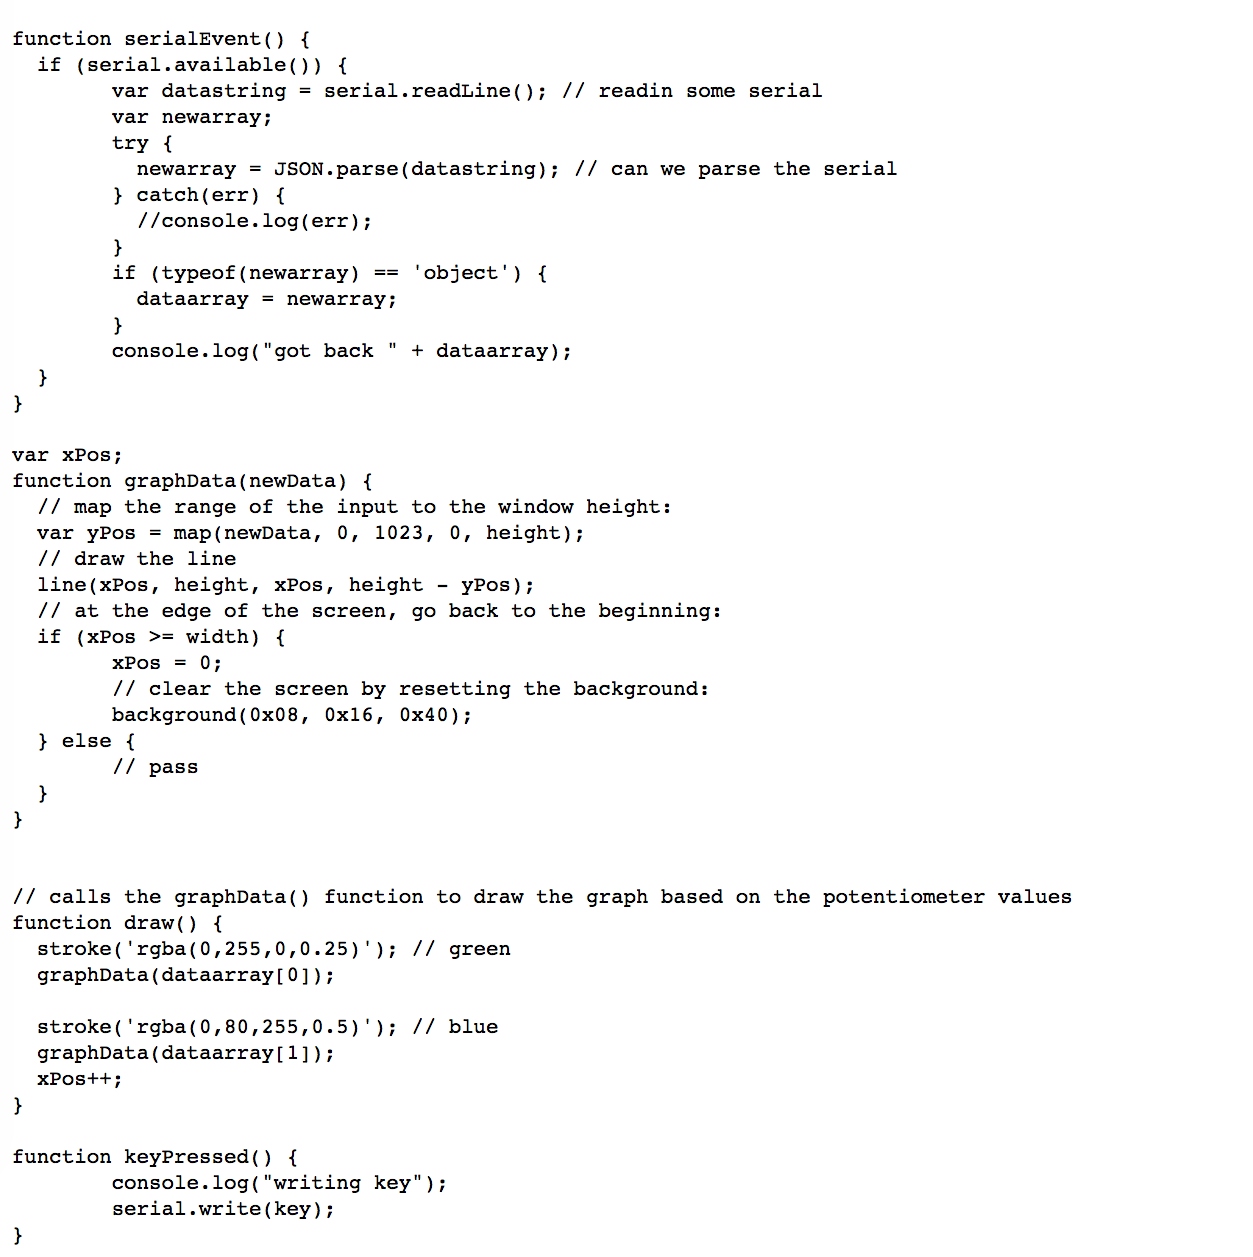 function serialEvent() {
  if (serial.available()) {
        var datastring = serial.readLine(); // readin some serial
        var newarray;
        try {
          newarray = JSON.parse(datastring); // can we parse the serial
        } catch(err) {
          //console.log(err);
        }
        if (typeof(newarray) == 'object') {
          dataarray = newarray;
        }
        console.log("got back " + dataarray);
  }
}

var xPos;
function graphData(newData) {
  // map the range of the input to the window height:
  var yPos = map(newData, 0, 1023, 0, height);
  // draw the line
  line(xPos, height, xPos, height - yPos);
  // at the edge of the screen, go back to the beginning:
  if (xPos >= width) {
        xPos = 0;
        // clear the screen by resetting the background:
        background(0x08, 0x16, 0x40);
  } else {
        // pass
  }
}

// calls the graphData() function to draw the graph based on the potentiometer values
function draw() {
  stroke('rgba(0,255,0,0.25)'); // green
  graphData(dataarray[0]);

  stroke('rgba(0,80,255,0.5)'); // blue
  graphData(dataarray[1]);
  xPos++;
}

function keyPressed() {
        console.log("writing key");
        serial.write(key);
}